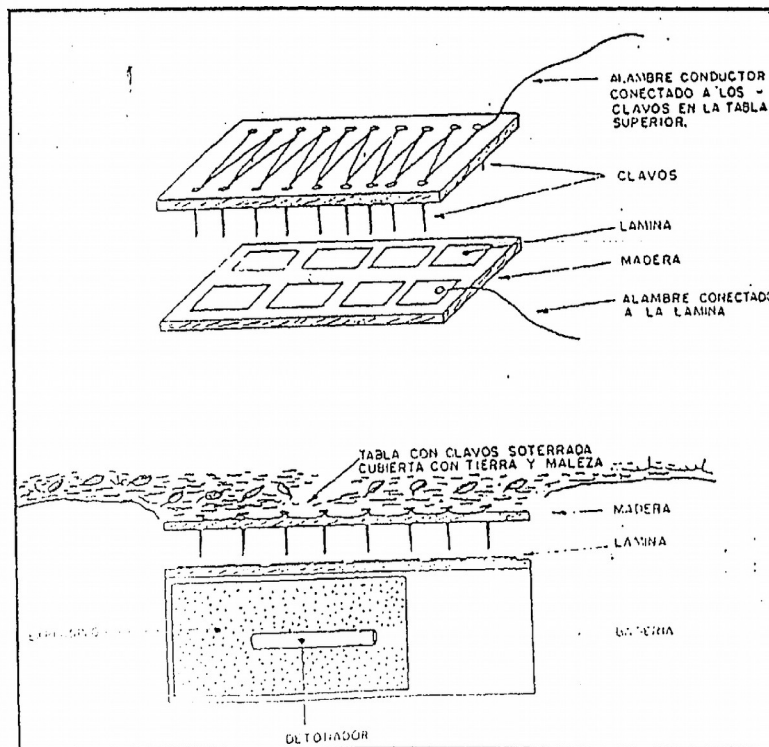 ALAMBRE CONDUCTOR
CONECTADO A LOS -
CLAVOS EN LA TABLA
SUPERIOR.
CLAVOS
LAMINA
MADERA
ALAMBRE CONECTADO
A LA LAMINA
TABLA CON CLAVOS SOTERRADA
CUBIERTA CON TIERRA Y MALEZA
MADERA
LAMINA
BATERIA
DETONADOR